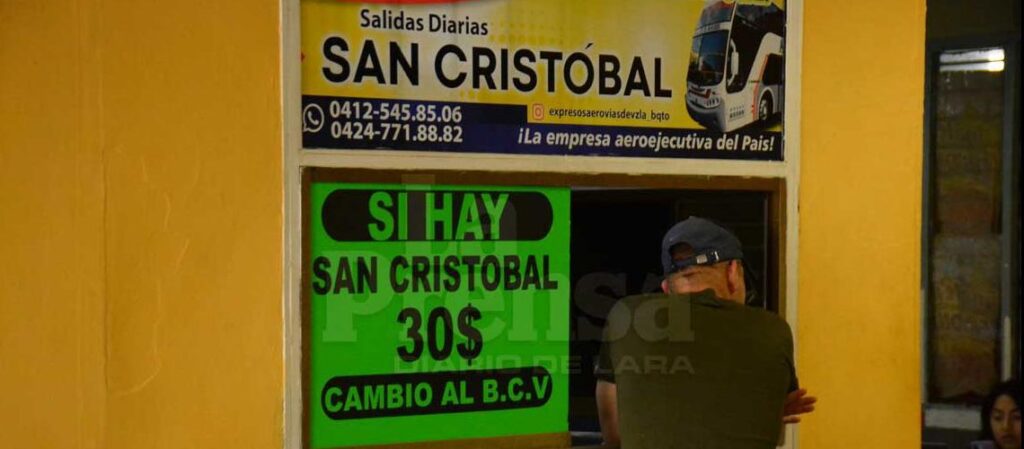 Salidas Diarias
SAN CRISTÓBAL
0412-545.85.06
0424-771.88.82
expresosaeroviasdevzla_bqto
¡La empresa aeroejecutiva del Pais!
SI HAY
SAN CRISTOBAL
30$
CAMBIO AL B.C.V
La
Prensa
DIARIO DE LARA